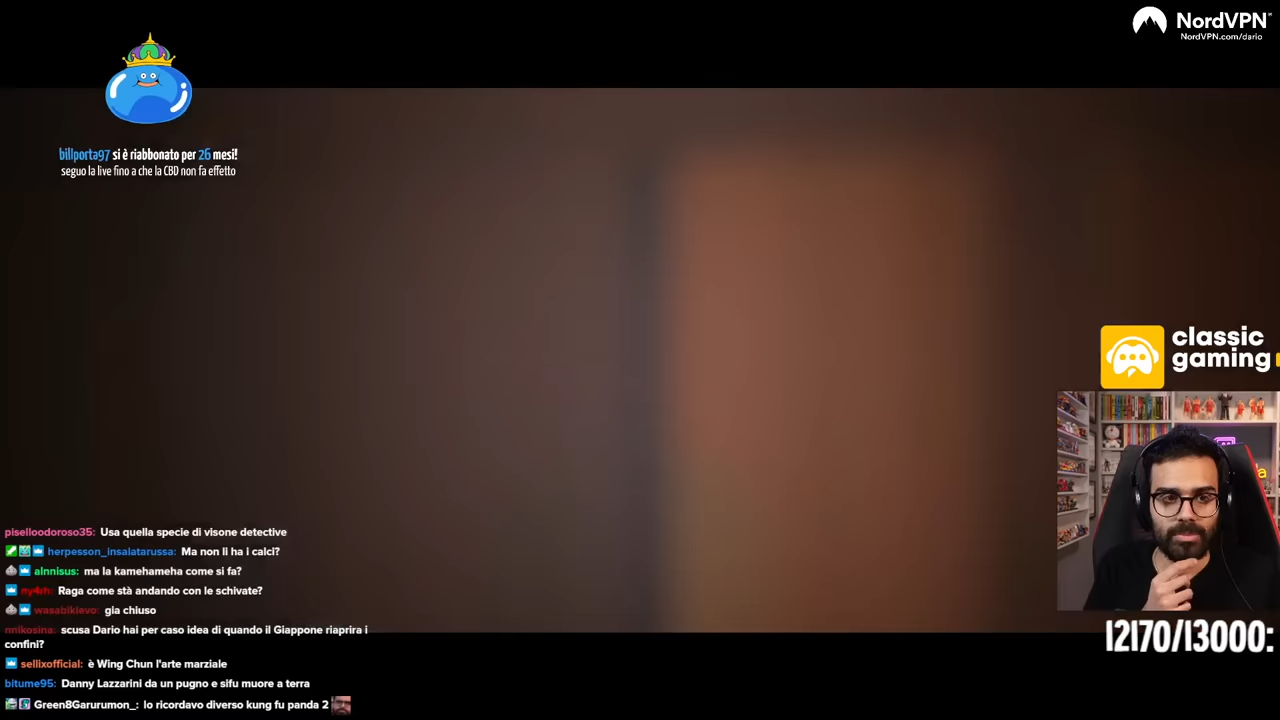 NordVPN
NordVPN.com/dario
billporta97 si è riabbonato per 26 mesi!
seguo la live fino a che la CBD non fa effetto
classic
gaming
piselloodoroso35: Usa quella specie di visone detective
herpesson_insalatarussa: Ma non li ha i calci?
alnnisus: ma la kamehameha come si fa?
ny4rh: Raga come stà andando con le schivate?
wasabikievo: gia chiuso
nnikosina: scusa Dario hai per caso idea di quando il Giappone riaprira i
confini?
sellixofficial: è Wing Chun l'arte marziale
bitume95: Danny Lazzarini da un pugno e sifu muore a terra
Green8Garurumon_: lo ricordavo diverso kung fu panda 2
12170/13000: